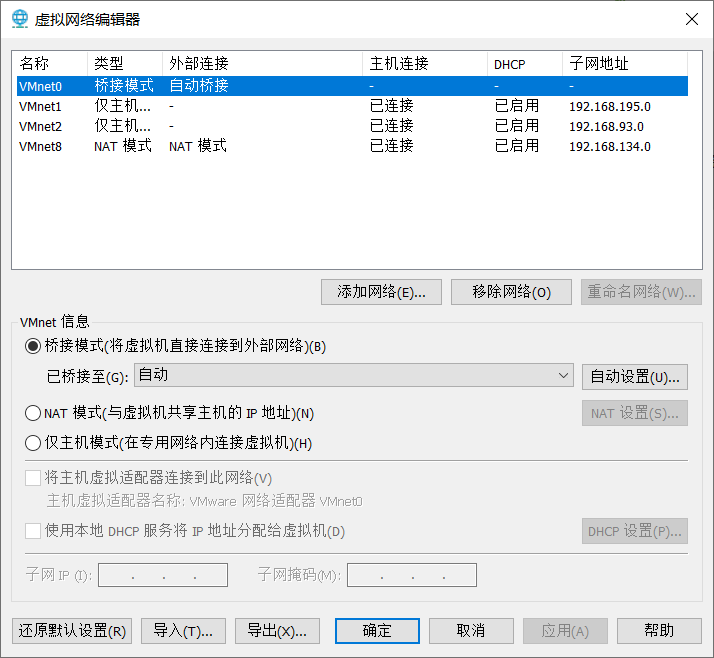 虚拟网络编辑器
名称 类型 外部连接 主机连接 DHCP 子网地址
VMnet0 桥接模式 自动桥接 - - -
VMnet1 仅主机... - 已连接 已启用 192.168.195.0
VMnet2 仅主机... - 已连接 已启用 192.168.93.0
VMnet8 NAT 模式 NAT 模式 已连接 已启用 192.168.134.0
添加网络(E)... 移除网络(O) 重命名网络(W)...
VMnet 信息
桥接模式(将虚拟机直接连接到外部网络)(B)
已桥接至(G): 自动 自动设置(U)...
NAT 模式(与虚拟机共享主机的 IP 地址)(N) NAT 设置(S)...
仅主机模式(在专用网络内连接虚拟机)(H)
将主机虚拟适配器连接到此网络(V)
主机虚拟适配器名称: VMware 网络适配器 VMnet0
使用本地 DHCP 服务将 IP 地址分配给虚拟机(D) DHCP 设置(P)...
子网 IP (I): . . . 子网掩码(M): . . .
还原默认设置(R) 导入(T)... 导出(X)... 确定 取消 应用(A) 帮助